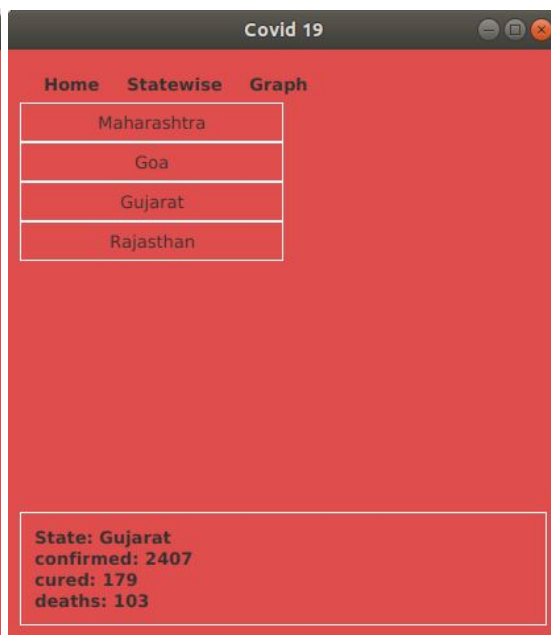 Covid 19
Home Statewise Graph
Maharashtra
Goa
Gujarat
Rajasthan
State: Gujarat
confirmed: 2407
cured: 179
deaths: 103